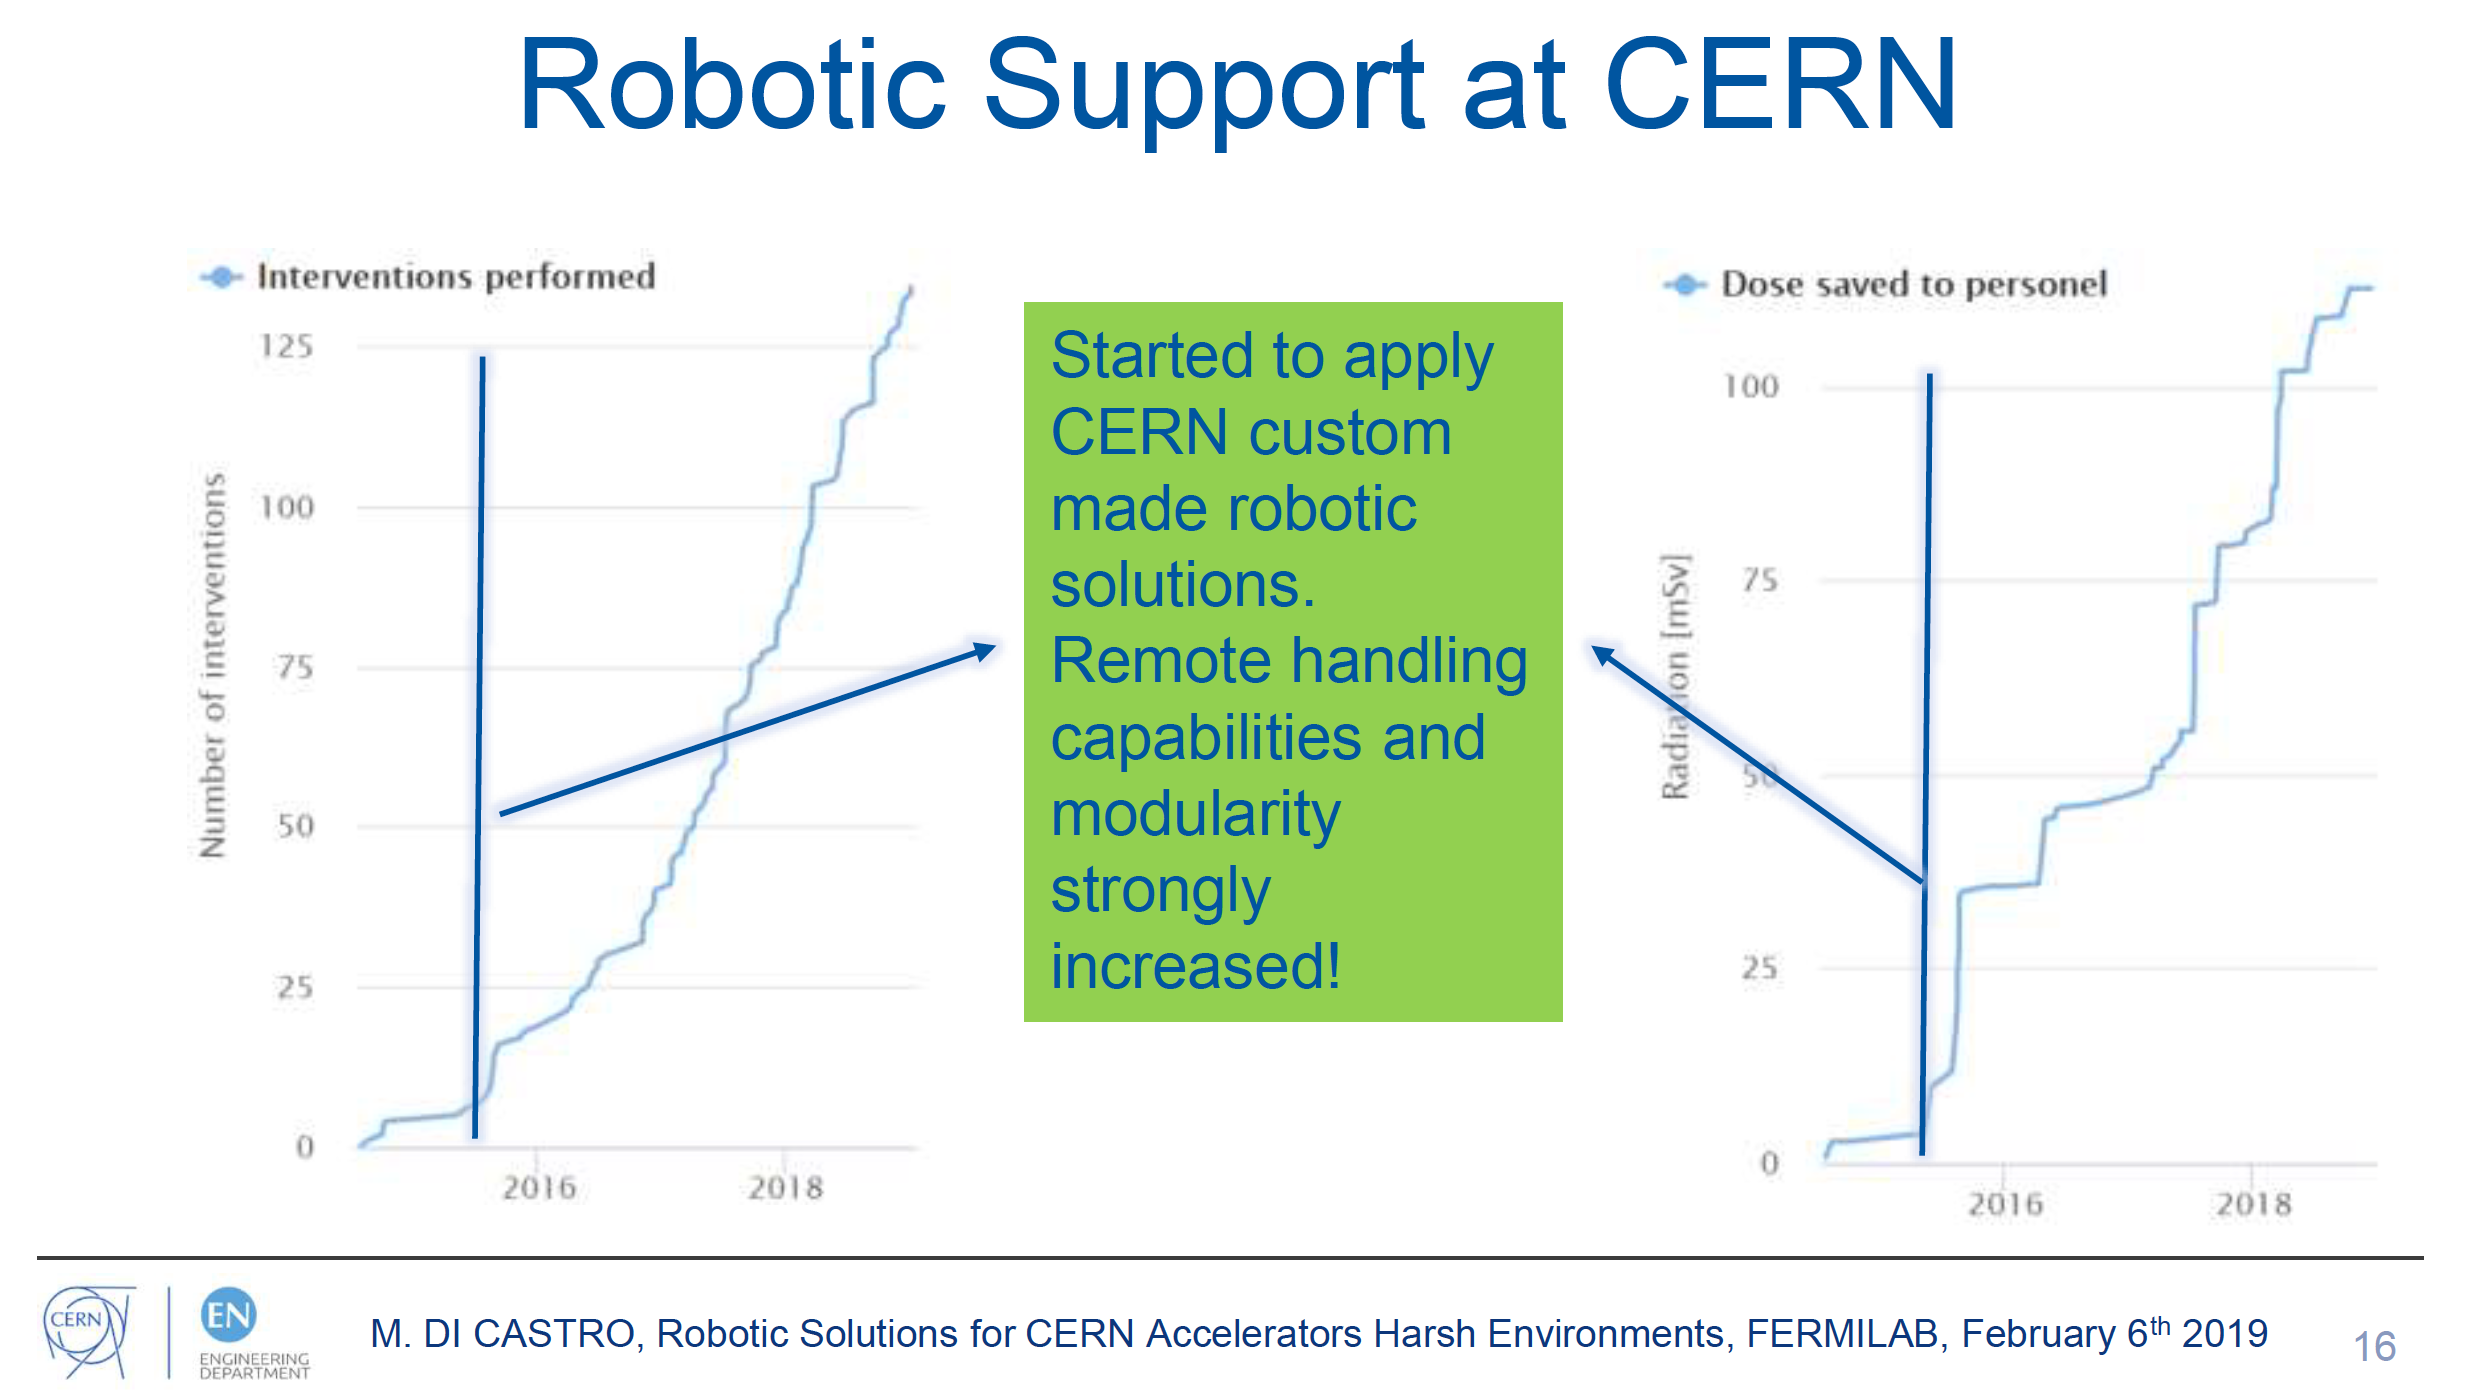 Robotic Support at CERN
Interventions performed
Number of interventions
125
100
75
50
25
0
2016 2018
Started to apply
CERN custom
made robotic
solutions.
Remote handling
capabilities and
modularity
strongly
increased!
Dose saved to personel
Radiation [mSv]
100
75
50
25
0
2016 2018
CERN
EN
ENGINEERING
DEPARTMENT
M. DI CASTRO, Robotic Solutions for CERN Accelerators Harsh Environments, FERMILAB, February 6th 2019
16